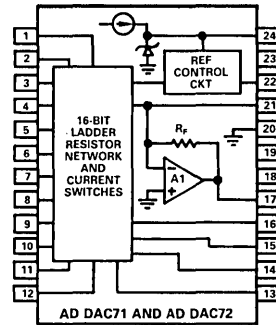 1
2
3
4
5
6
7
8
9
10
11
12
24
23
22
21
20
19
18
17
16
15
14
13
REF
CONTROL
CKT
16-BIT
LADDER
RESISTOR
NETWORK
AND
CURRENT
SWITCHES
RF
A1
−
+
AD DAC71 AND AD DAC72